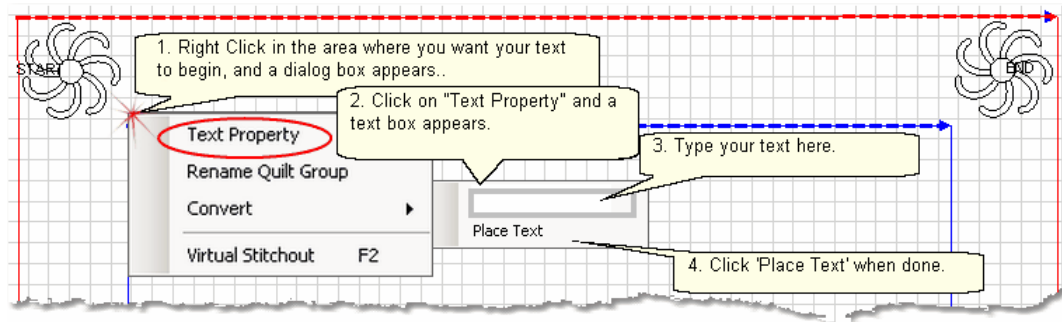 START
END
1. Right Click in the area where you want your text
to begin, and a dialog box appears..
2. Click on "Text Property" and a
text box appears.
3. Type your text here.
Text Property
Rename Quilt Group
Convert
Virtual Stitchout F2
Place Text
4. Click 'Place Text' when done.